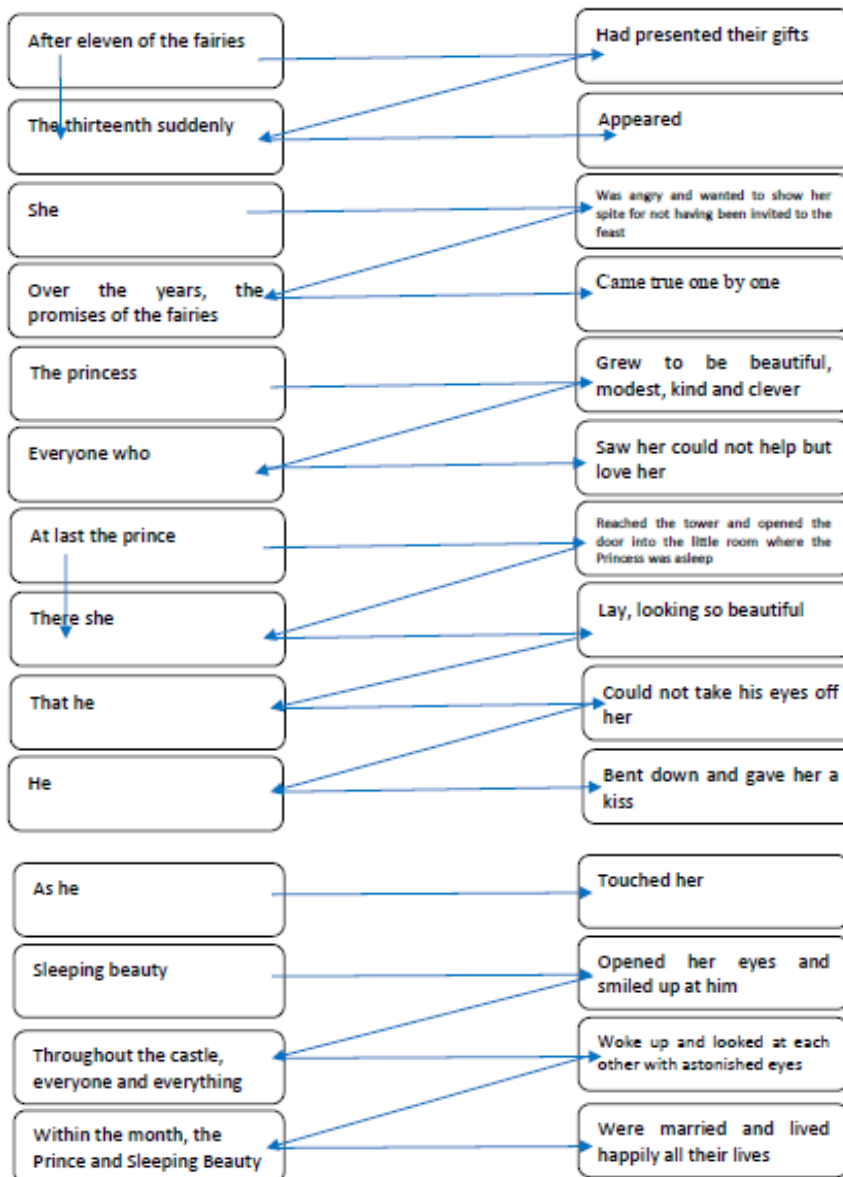 After eleven of the fairies
Had presented their gifts
The thirteenth suddenly
Appeared
She
Was angry and wanted to show her
spite for not having been invited to the
feast
Over the years, the
promises of the fairies
Came true one by one
The princess
Grew to be beautiful,
modest, kind and clever
Everyone who
Saw her could not help but
love her
At last the prince
Reached the tower and opened the
door into the little room where the
Princess was asleep
There she
Lay, looking so beautiful
That he
Could not take his eyes off
her
He
Bent down and gave her a
kiss
As he
Touched her
Sleeping beauty
Opened her eyes and
smiled up at him
Throughout the castle,
everyone and everything
Woke up and looked at each
other with astonished eyes
Within the month, the
Prince and Sleeping Beauty
Were married and lived
happily all their lives